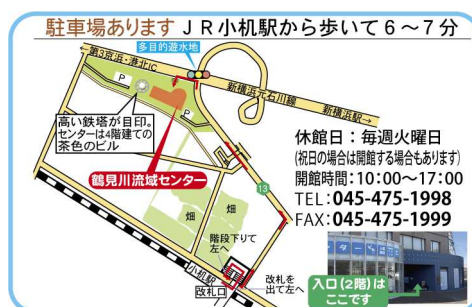 駐車場あります JR小机駅から歩いて6～7分
多目的遊水地
第3京浜・港北IC
新横浜元石川線
新横浜駅→
P
P
高い鉄塔が目印。
センターは4階建ての
茶色のビル
鶴見川流域センター
13
畑
畑
畑
階段下りて
左へ
小机駅
改札口
改札を
出て左へ
休館日：毎週火曜日
(祝日の場合は開館する場合もあります)
開館時間：10:00～17:00
TEL:045-475-1998
FAX:045-475-1999
入口(2階)は
ここです